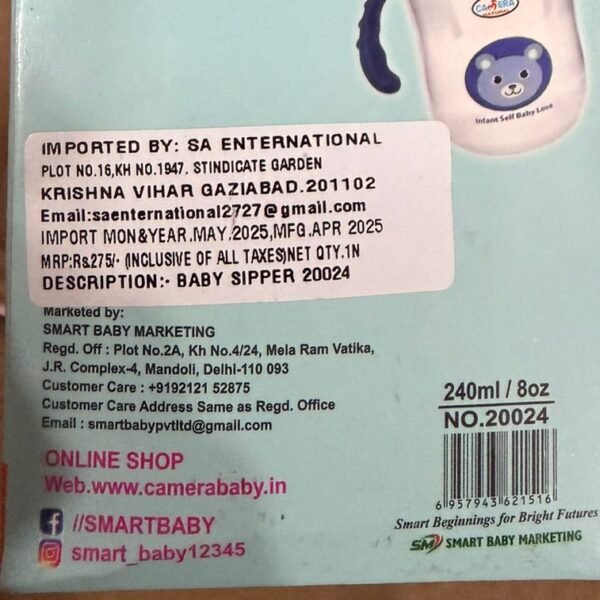 CAMERA
NATURAL
Infant Self Baby Love
IMPORTED BY: SA ENTERNATIONAL
PLOT NO.16,KH NO.1947. STINDICATE GARDEN
KRISHNA VIHAR GAZIABAD.201102
Email:saenternational2727@gmail.com
IMPORT MON&YEAR.MAY.2025,MFG.APR 2025
MRP:Rs275/- (INCLUSIVE OF ALL TAXES)NET QTY.1N
DESCRIPTION:- BABY SIPPER 20024
Marketed by:
SMART BABY MARKETING
Regd. Off : Plot No.2A, Kh No.4/24, Mela Ram Vatika,
J.R. Complex-4, Mandoli, Delhi-110 093
Customer Care : +919212152875
Customer Care Address Same as Regd. Office
Email : smartbabypvtltd@gmail.com
ONLINE SHOP
Web.www.camerababy.in
f //SMARTBABY
smart_baby12345
240ml / 8oz
NO.20024
6 957943 621516
Smart Beginnings for Bright Futures
SM SMART BABY MARKETING